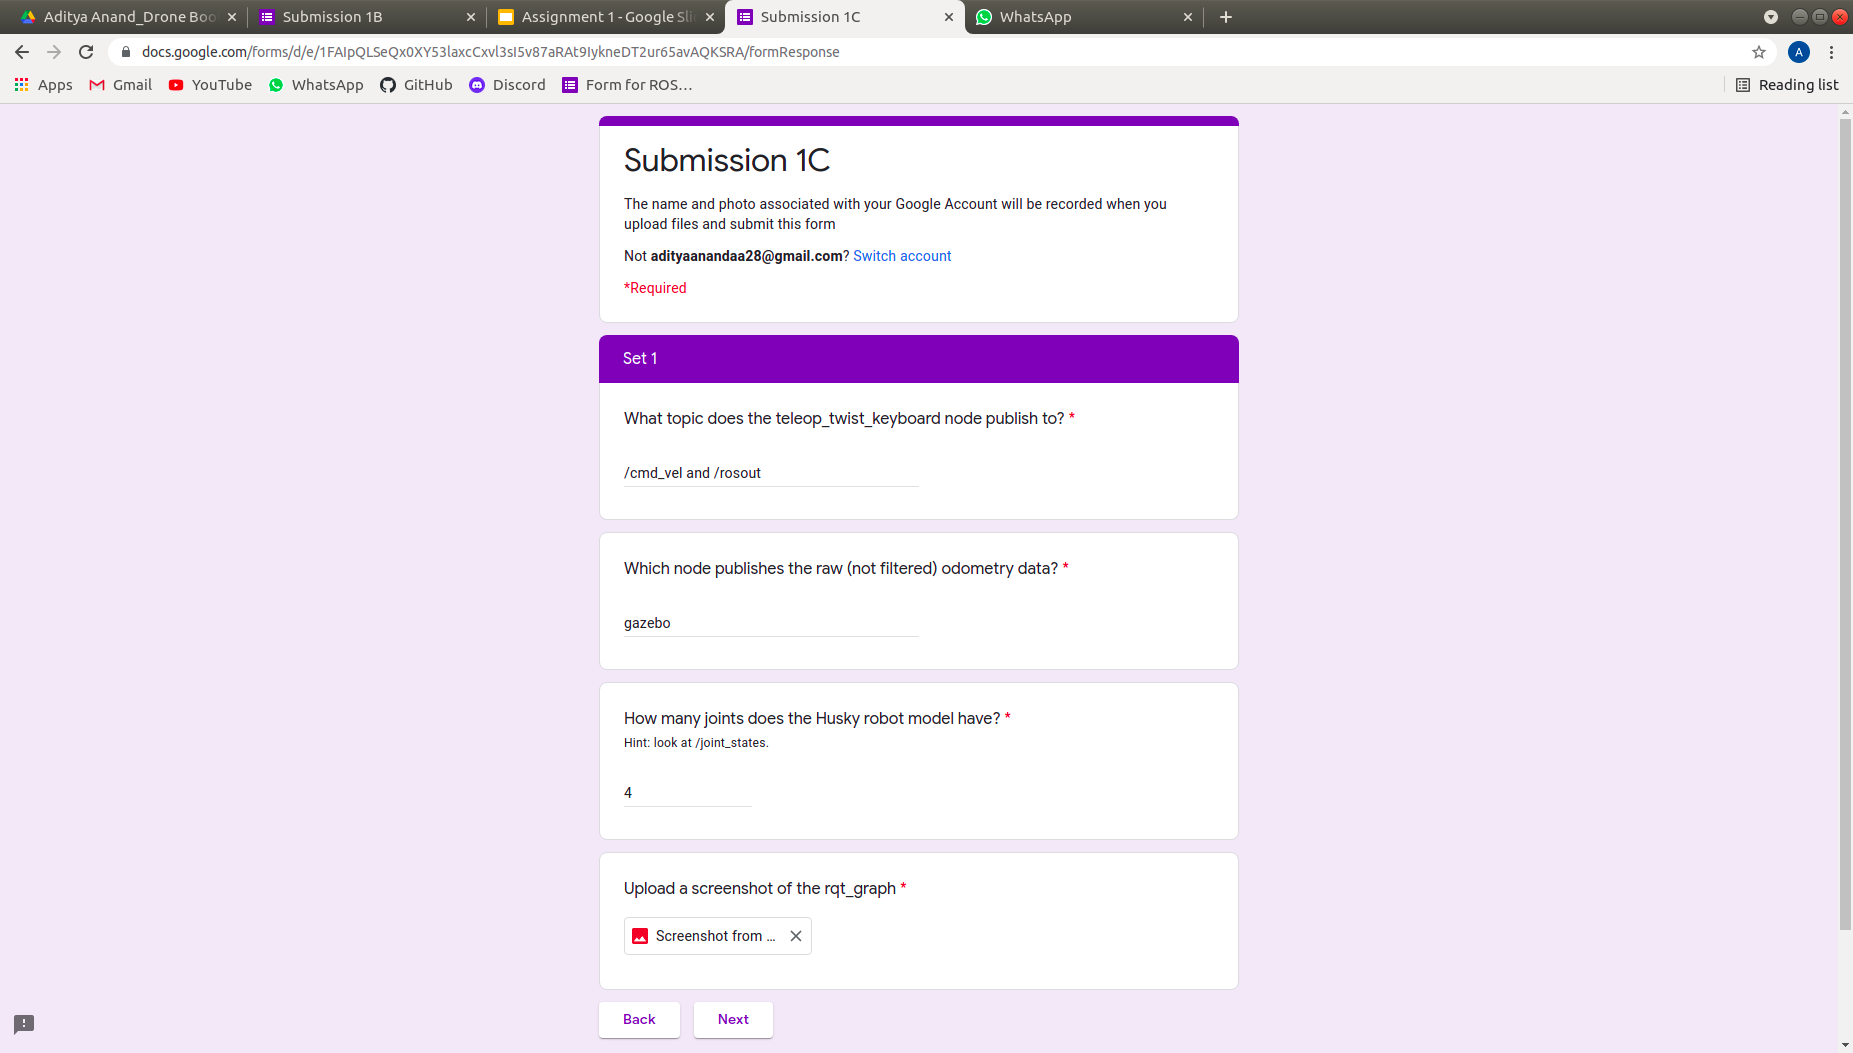 Aditya Anand_Drone Boo
Submission 1B
Assignment 1 - Google Sli
Submission 1C
WhatsApp
docs.google.com/forms/d/e/1FAIpQLSeQx0XY53laxcCxvl3sI5v87aRAt9IykneDT2ur65avAQKSRA/formResponse
A
Apps
Gmail
YouTube
WhatsApp
GitHub
Discord
Form for ROS...
Reading list
Submission 1C
The name and photo associated with your Google Account will be recorded when you
upload files and submit this form
Not adityaanandaa28@gmail.com? Switch account
*Required
Set 1
What topic does the teleop_twist_keyboard node publish to? *
/cmd_vel and /rosout
Which node publishes the raw (not filtered) odometry data? *
gazebo
How many joints does the Husky robot model have? *
Hint: look at /joint_states.
4
Upload a screenshot of the rqt_graph *
Screenshot from ...
Back
Next